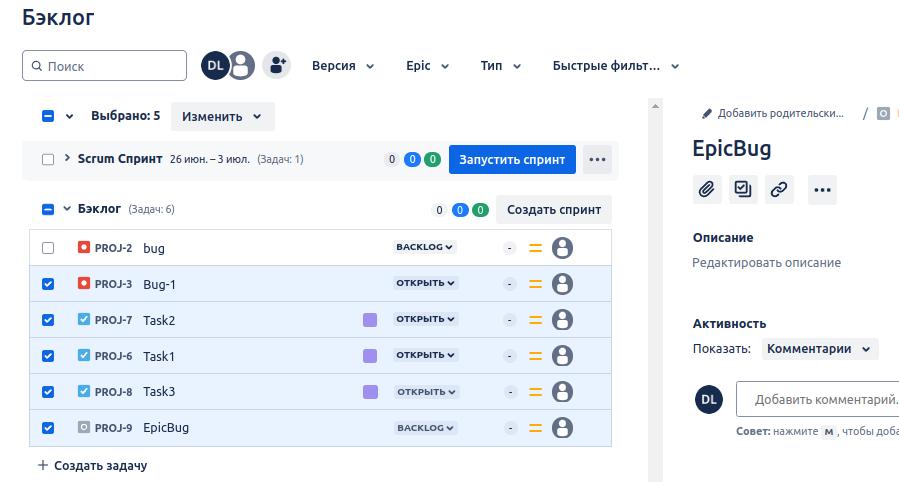 Бэклог
Поиск
DL
Версия
Epic
Тип
Быстрые фильт...
Выбрано: 5
Изменить
Scrum Спринт 26 июн. – 3 июл. (Задач: 1) 0 0 0 Запустить спринт
Бэклог (Задач: 6) 0 0 0 Создать спринт
PROJ-2 bug BACKLOG -
PROJ-3 Bug-1 ОТКРЫТЬ -
PROJ-7 Task2 ОТКРЫТЬ -
PROJ-6 Task1 ОТКРЫТЬ -
PROJ-8 Task3 ОТКРЫТЬ -
PROJ-9 EpicBug BACKLOG -
+ Создать задачу
Добавить родительски... /
EpicBug
Описание
Редактировать описание
Активность
Показать: Комментарии
DL Добавить комментарий.
Совет: нажмите м , чтобы доба